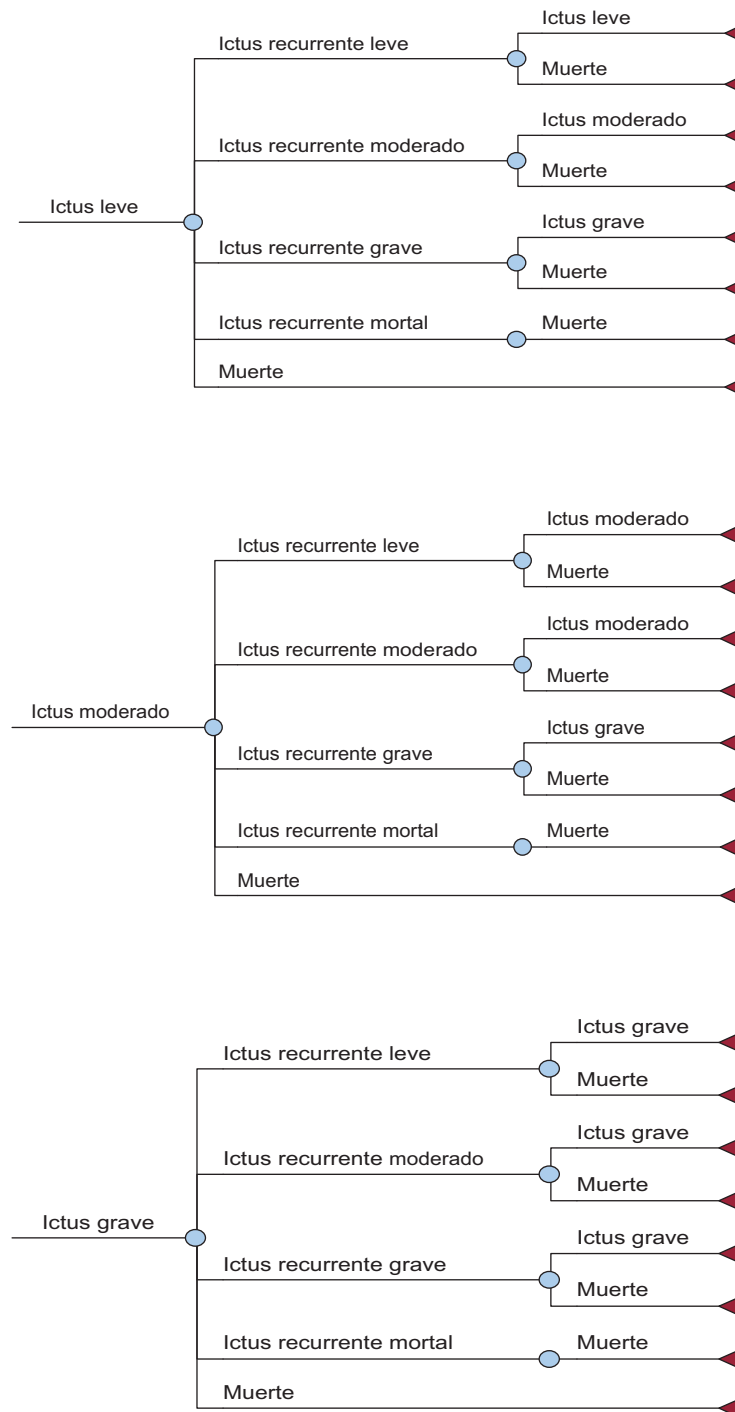 Ictus leve
Ictus recurrente leve
Muerte
Ictus moderado
Ictus recurrente moderado
Muerte
Ictus leve
Ictus grave
Ictus recurrente grave
Muerte
Ictus recurrente mortal
Muerte
Muerte
Ictus moderado
Ictus recurrente leve
Muerte
Ictus moderado
Ictus recurrente moderado
Muerte
Ictus moderado
Ictus grave
Ictus recurrente grave
Muerte
Ictus recurrente mortal
Muerte
Muerte
Ictus grave
Ictus recurrente leve
Muerte
Ictus grave
Ictus recurrente moderado
Muerte
Ictus grave
Ictus grave
Ictus recurrente grave
Muerte
Ictus recurrente mortal
Muerte
Muerte